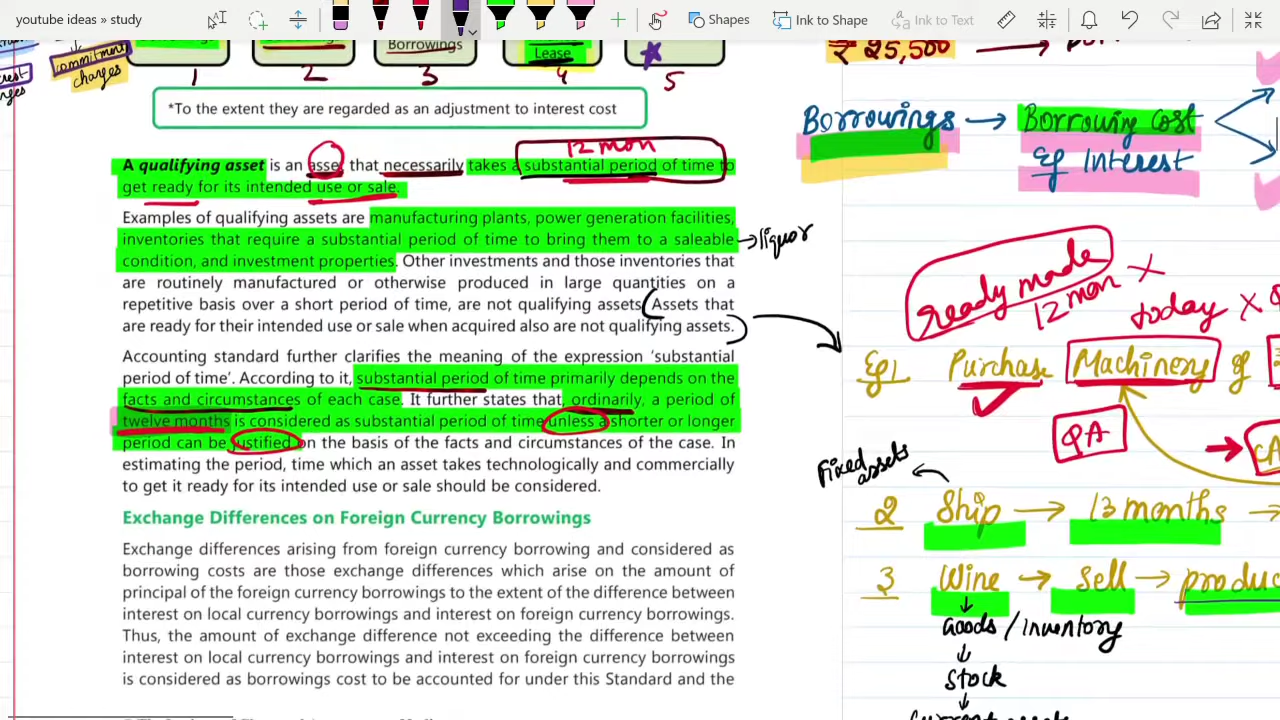 youtube ideas » study
Shapes
Ink to Shape
Ink to Text
commitment
charges
Borrowings
Lease
1
2
3
4
5
*To the extent they are regarded as an adjustment to interest cost
12 mon
A qualifying asset is an asset that necessarily takes a substantial period of time to
get ready for its intended use or sale.
Examples of qualifying assets are manufacturing plants, power generation facilities,
inventories that require a substantial period of time to bring them to a saleable
condition, and investment properties. Other investments and those inventories that
are routinely manufactured or otherwise produced in large quantities on a
repetitive basis over a short period of time, are not qualifying assets. Assets that
are ready for their intended use or sale when acquired also are not qualifying assets.
→ liquor
Accounting standard further clarifies the meaning of the expression ‘substantial
period of time’. According to it, substantial period of time primarily depends on the
facts and circumstances of each case. It further states that, ordinarily, a period of
twelve months is considered as substantial period of time unless a shorter or longer
period can be justified on the basis of the facts and circumstances of the case. In
estimating the period, time which an asset takes technologically and commercially
to get it ready for its intended use or sale should be considered.
Exchange Differences on Foreign Currency Borrowings
Exchange differences arising from foreign currency borrowing and considered as
borrowing costs are those exchange differences which arise on the amount of
principal of the foreign currency borrowings to the extent of the difference between
interest on local currency borrowings and interest on foreign currency borrowings.
Thus, the amount of exchange difference not exceeding the difference between
interest on local currency borrowings and interest on foreign currency borrowings
is considered as borrowings cost to be accounted for under this Standard and the
₹ 25,500
Borrowings → Borrowing cost
Eg Interest
ready made
12 mon X
today X
Eg1 Purchase Machinery of
QA
Fixed
assets
2 Ship → 13 months →
3 Wine → Sell →
Goods / inventory
↓
Stock
↓